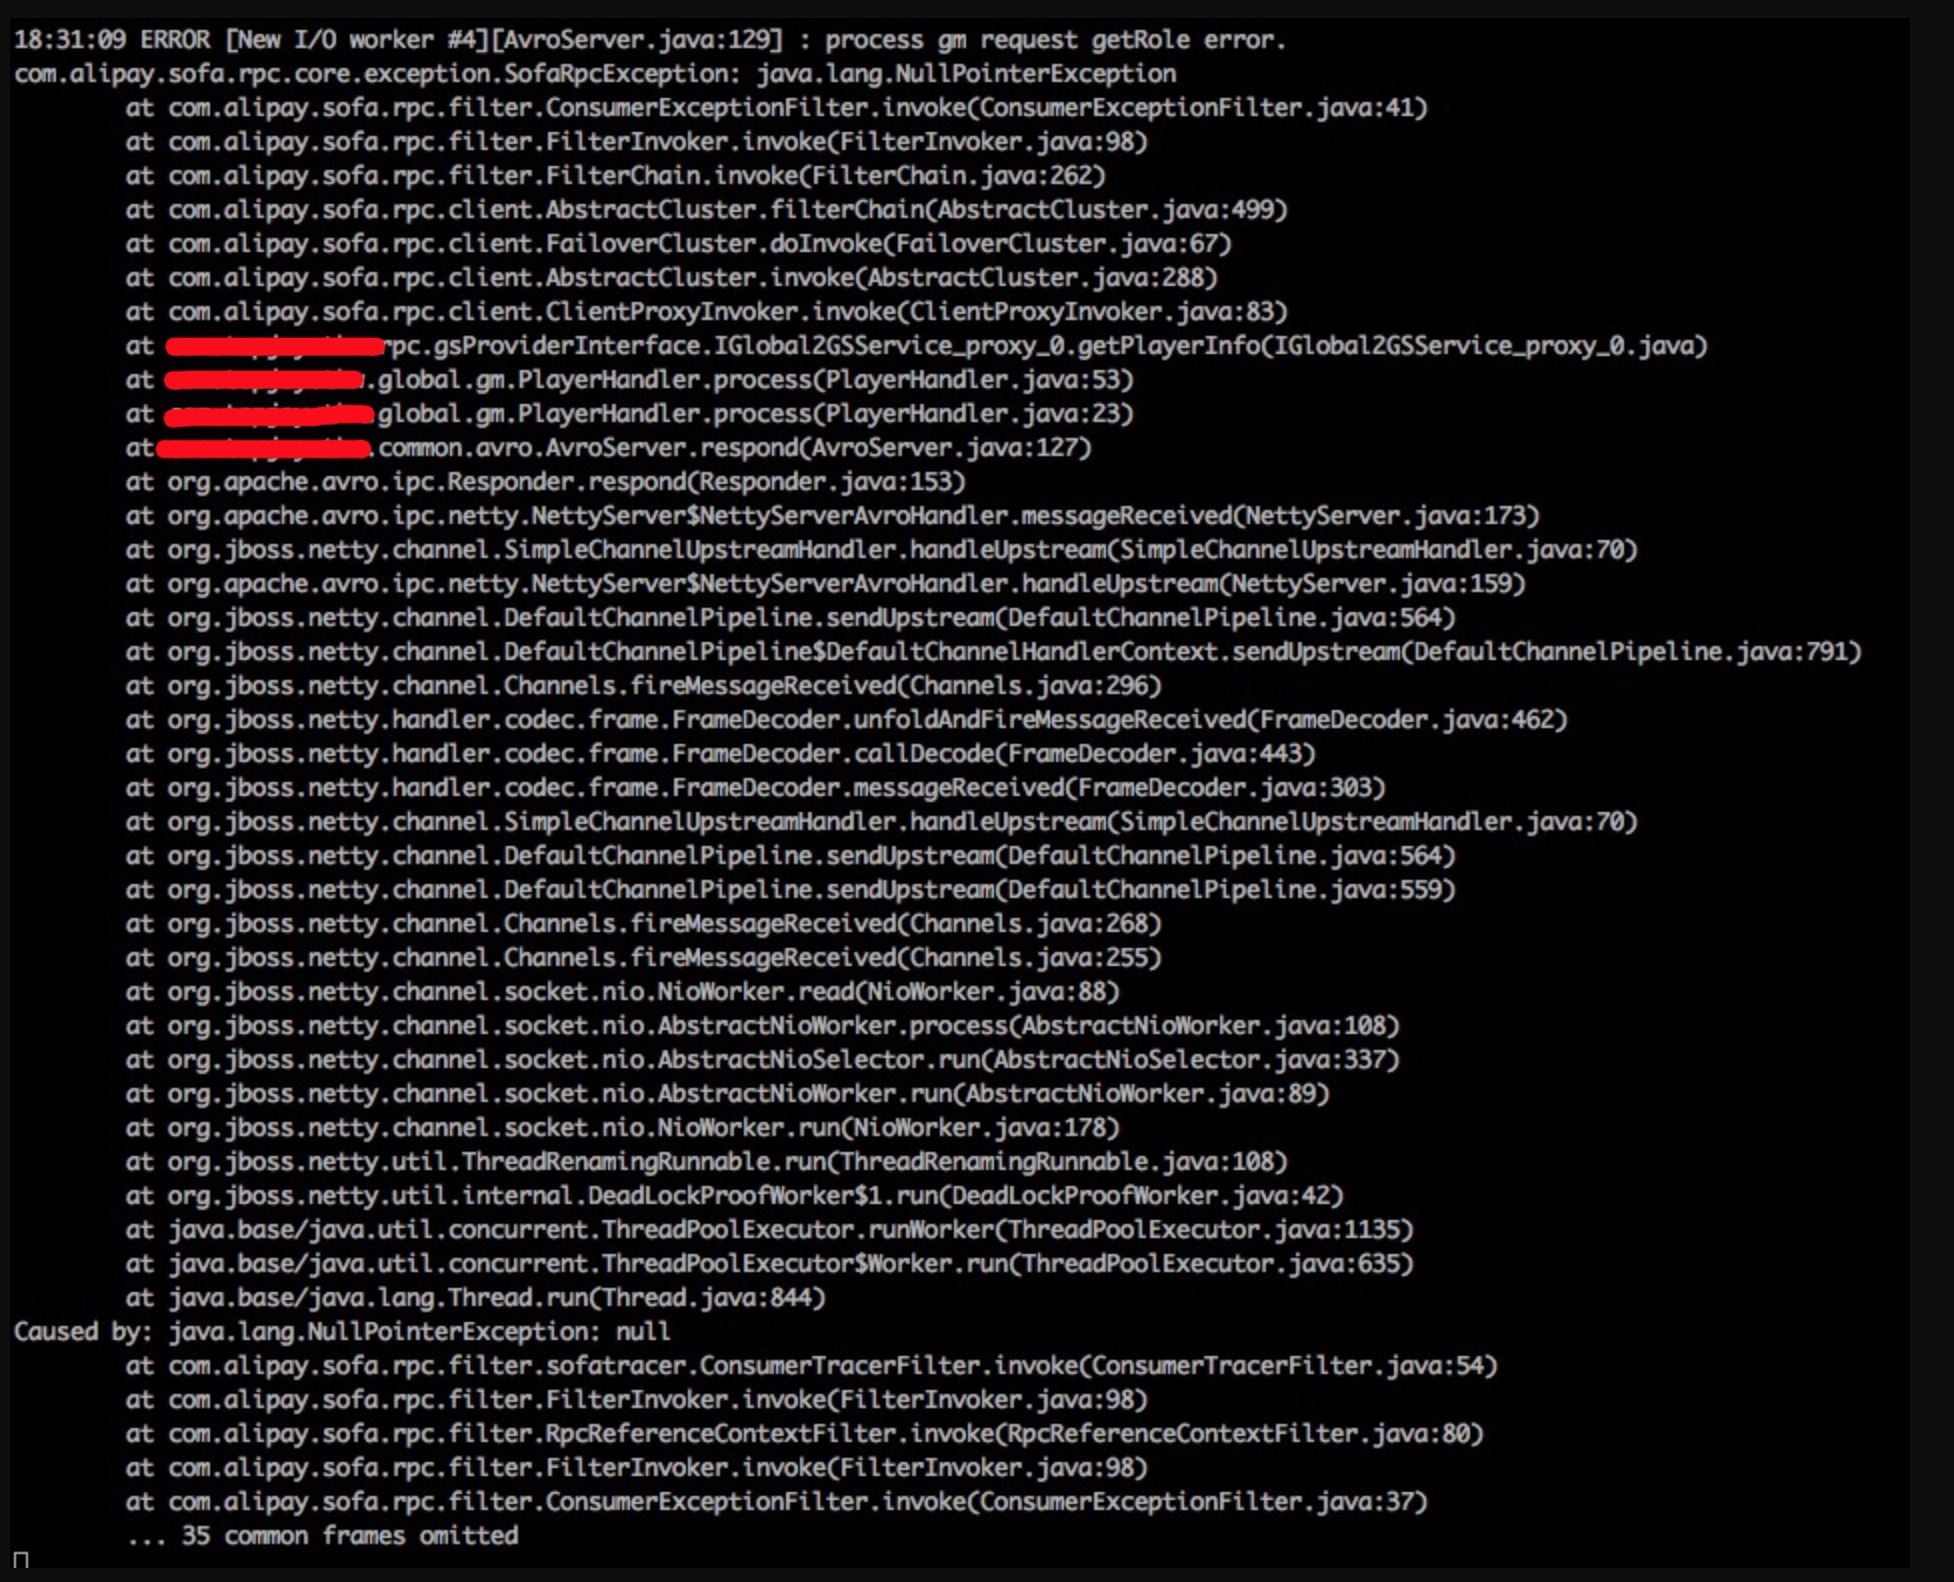 18:31:09 ERROR [New I/O worker #4][AvroServer.java:129] : process gm request getRole error.
com.alipay.sofa.rpc.core.exception.SofaRpcException: java.lang.NullPointerException
at com.alipay.sofa.rpc.filter.ConsumerExceptionFilter.invoke(ConsumerExceptionFilter.java:41)
at com.alipay.sofa.rpc.filter.FilterInvoker.invoke(FilterInvoker.java:98)
at com.alipay.sofa.rpc.filter.FilterChain.invoke(FilterChain.java:262)
at com.alipay.sofa.rpc.client.AbstractCluster.filterChain(AbstractCluster.java:499)
at com.alipay.sofa.rpc.client.FailoverCluster.doInvoke(FailoverCluster.java:67)
at com.alipay.sofa.rpc.client.AbstractCluster.invoke(AbstractCluster.java:288)
at com.alipay.sofa.rpc.client.ClientProxyInvoker.invoke(ClientProxyInvoker.java:83)
at rpc.gsProviderInterface.IGlobal2GSService_proxy_0.getPlayerInfo(IGlobal2GSService_proxy_0.java)
at .global.gm.PlayerHandler.process(PlayerHandler.java:53)
at .global.gm.PlayerHandler.process(PlayerHandler.java:23)
at .common.avro.AvroServer.respond(AvroServer.java:127)
at org.apache.avro.ipc.Responder.respond(Responder.java:153)
at org.apache.avro.ipc.netty.NettyServer$NettyServerAvroHandler.messageReceived(NettyServer.java:173)
at org.jboss.netty.channel.SimpleChannelUpstreamHandler.handleUpstream(SimpleChannelUpstreamHandler.java:70)
at org.apache.avro.ipc.netty.NettyServer$NettyServerAvroHandler.handleUpstream(NettyServer.java:159)
at org.jboss.netty.channel.DefaultChannelPipeline.sendUpstream(DefaultChannelPipeline.java:564)
at org.jboss.netty.channel.DefaultChannelPipeline$DefaultChannelHandlerContext.sendUpstream(DefaultChannelPipeline.java:791)
at org.jboss.netty.channel.Channels.fireMessageReceived(Channels.java:296)
at org.jboss.netty.handler.codec.frame.FrameDecoder.unfoldAndFireMessageReceived(FrameDecoder.java:462)
at org.jboss.netty.handler.codec.frame.FrameDecoder.callDecode(FrameDecoder.java:443)
at org.jboss.netty.handler.codec.frame.FrameDecoder.messageReceived(FrameDecoder.java:303)
at org.jboss.netty.channel.SimpleChannelUpstreamHandler.handleUpstream(SimpleChannelUpstreamHandler.java:70)
at org.jboss.netty.channel.DefaultChannelPipeline.sendUpstream(DefaultChannelPipeline.java:564)
at org.jboss.netty.channel.DefaultChannelPipeline.sendUpstream(DefaultChannelPipeline.java:559)
at org.jboss.netty.channel.Channels.fireMessageReceived(Channels.java:268)
at org.jboss.netty.channel.Channels.fireMessageReceived(Channels.java:255)
at org.jboss.netty.channel.socket.nio.NioWorker.read(NioWorker.java:88)
at org.jboss.netty.channel.socket.nio.AbstractNioWorker.process(AbstractNioWorker.java:108)
at org.jboss.netty.channel.socket.nio.AbstractNioSelector.run(AbstractNioSelector.java:337)
at org.jboss.netty.channel.socket.nio.AbstractNioWorker.run(AbstractNioWorker.java:89)
at org.jboss.netty.channel.socket.nio.NioWorker.run(NioWorker.java:178)
at org.jboss.netty.util.ThreadRenamingRunnable.run(ThreadRenamingRunnable.java:108)
at org.jboss.netty.util.internal.DeadLockProofWorker$1.run(DeadLockProofWorker.java:42)
at java.base/java.util.concurrent.ThreadPoolExecutor.runWorker(ThreadPoolExecutor.java:1135)
at java.base/java.util.concurrent.ThreadPoolExecutor$Worker.run(ThreadPoolExecutor.java:635)
at java.base/java.lang.Thread.run(Thread.java:844)
Caused by: java.lang.NullPointerException: null
at com.alipay.sofa.rpc.filter.sofatracer.ConsumerTracerFilter.invoke(ConsumerTracerFilter.java:54)
at com.alipay.sofa.rpc.filter.FilterInvoker.invoke(FilterInvoker.java:98)
at com.alipay.sofa.rpc.filter.RpcReferenceContextFilter.invoke(RpcReferenceContextFilter.java:80)
at com.alipay.sofa.rpc.filter.FilterInvoker.invoke(FilterInvoker.java:98)
at com.alipay.sofa.rpc.filter.ConsumerExceptionFilter.invoke(ConsumerExceptionFilter.java:37)
... 35 common frames omitted